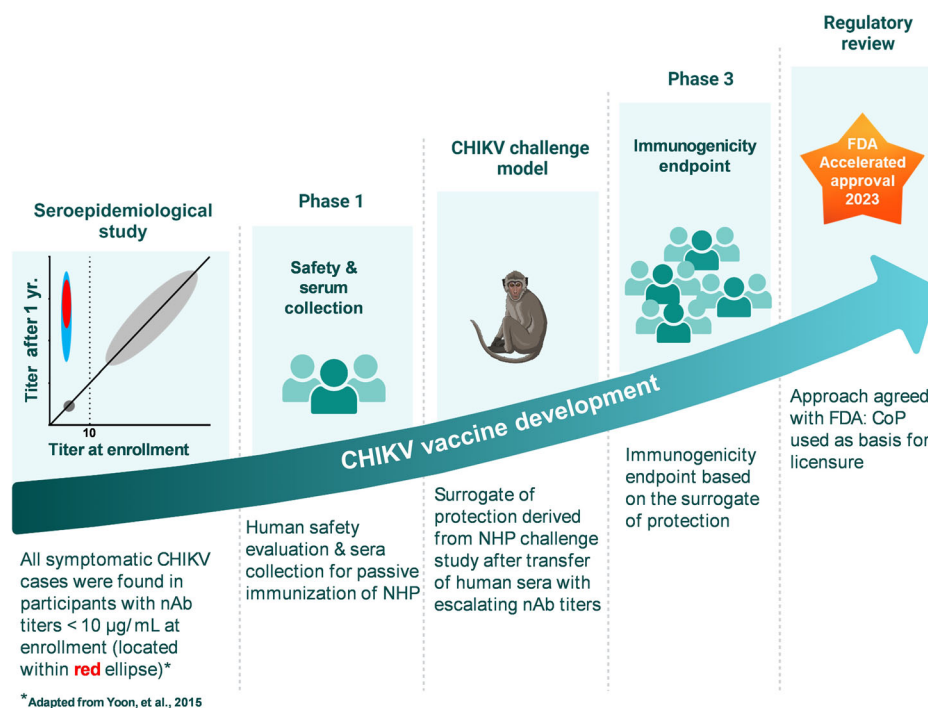 Regulatory
review
Phase 3
FDA
Accelerated
approval
2023
CHIKV challenge
model
Immunogenicity
endpoint
Phase 1
Seroepidemiological
study
Safety &
serum
collection
Titer after 1 yr.
10
Titer at enrollment
CHIKV vaccine development
Approach agreed
with FDA: CoP
used as basis for
licensure
Immunogenicity
endpoint based
on the surrogate
of protection
Surrogate of
protection derived
from NHP challenge
study after transfer
of human sera with
escalating nAb titers
Human safety
evaluation & sera
collection for passive
immunization of NHP
All symptomatic CHIKV
cases were found in
participants with nAb
titers < 10 µg/ mL at
enrollment (located
within red ellipse)*
*Adapted from Yoon, et al., 2015